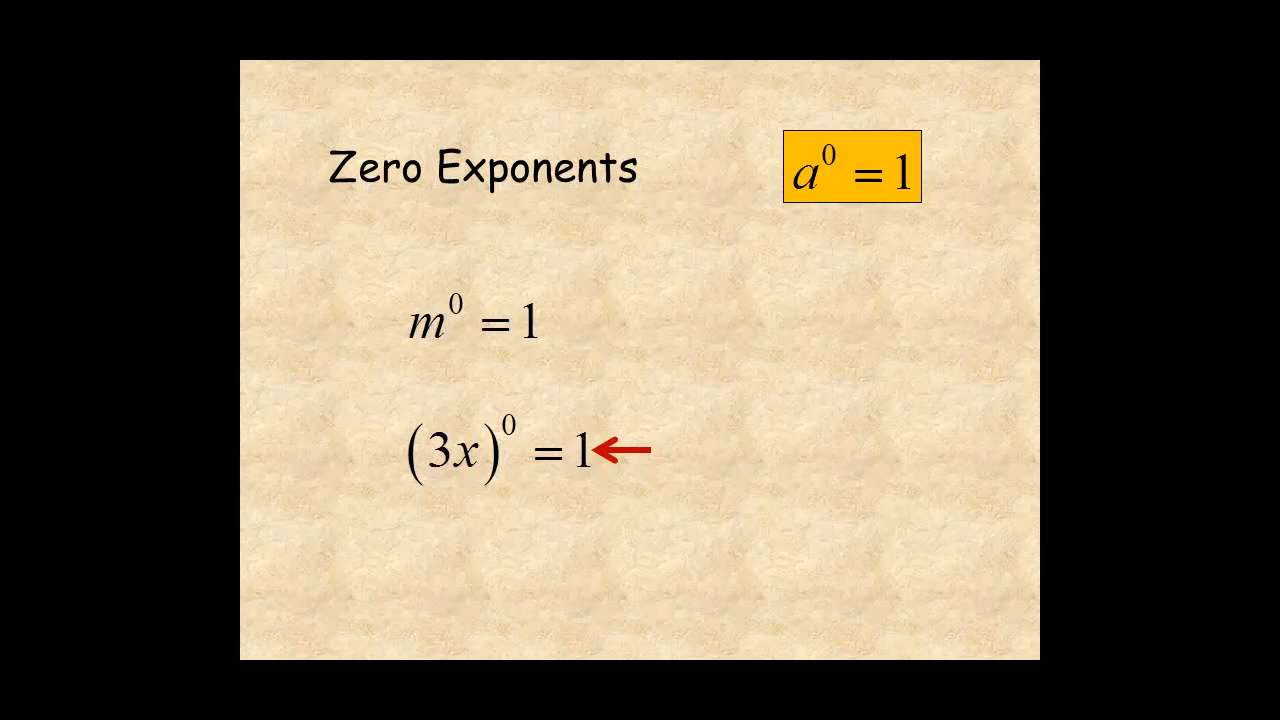 Zero Exponents
a⁰ = 1
m⁰ = 1
(3x)⁰ = 1